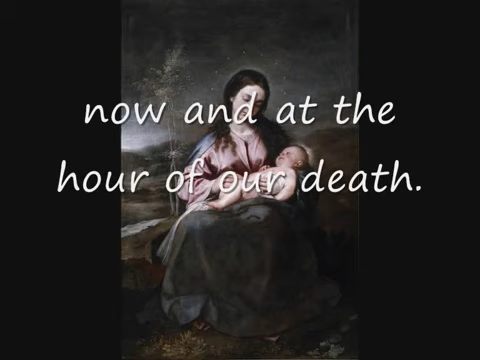 now and at the
hour of our death.